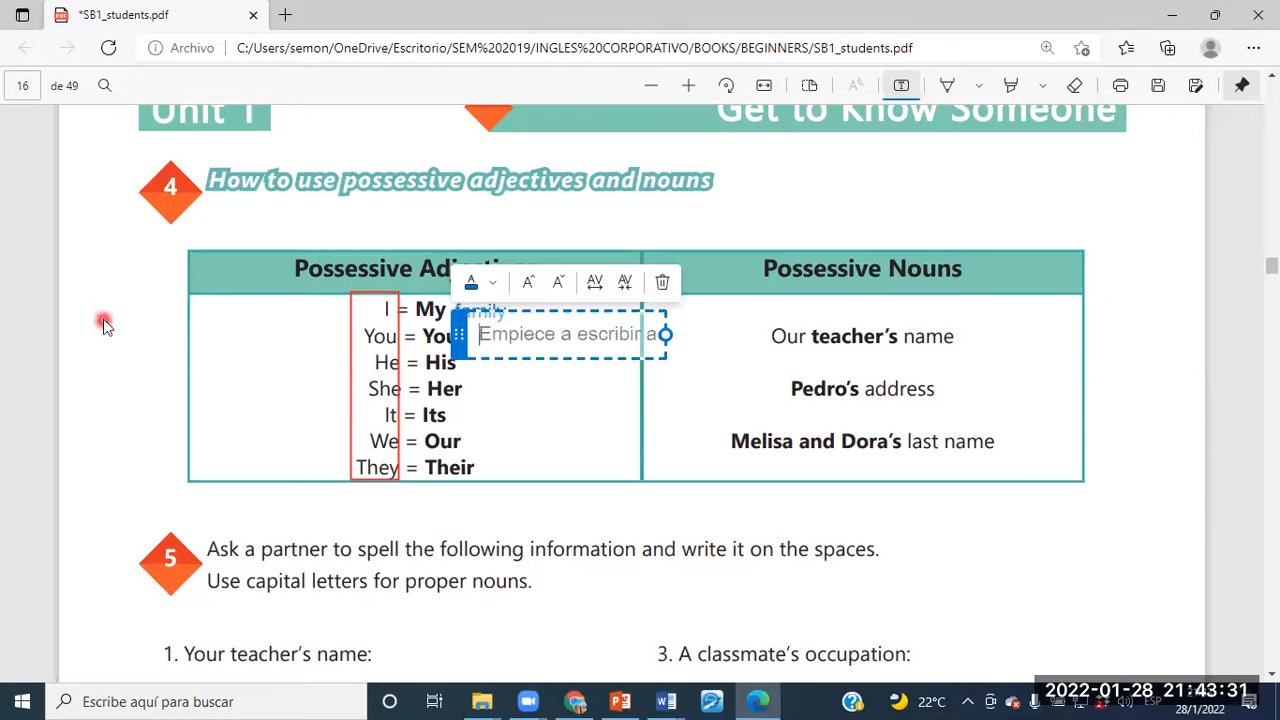 *SB1_students.pdf
Archivo
C:/Users/semon/OneDrive/Escritorio/SEM%202019/INGLES%20CORPORATIVO/BOOKS/BEGINNERS/SB1_students.pdf
16 de 49
Unit 1
Get to Know Someone
4 How to use possessive adjectives and nouns
Possessive
Possessive Nouns
I = My family
You =
Empiece a escribir a
He = His
She = Her
It = Its
We = Our
They = Their
Our teacher's name
Pedro's address
Melisa and Dora's last name
5 Ask a partner to spell the following information and write it on the spaces.
Use capital letters for proper nouns.
1. Your teacher's name:
3. A classmate's occupation:
Escribe aquí para buscar
22°C
ESP
2022-01-28 21:43:31
28/1/2022